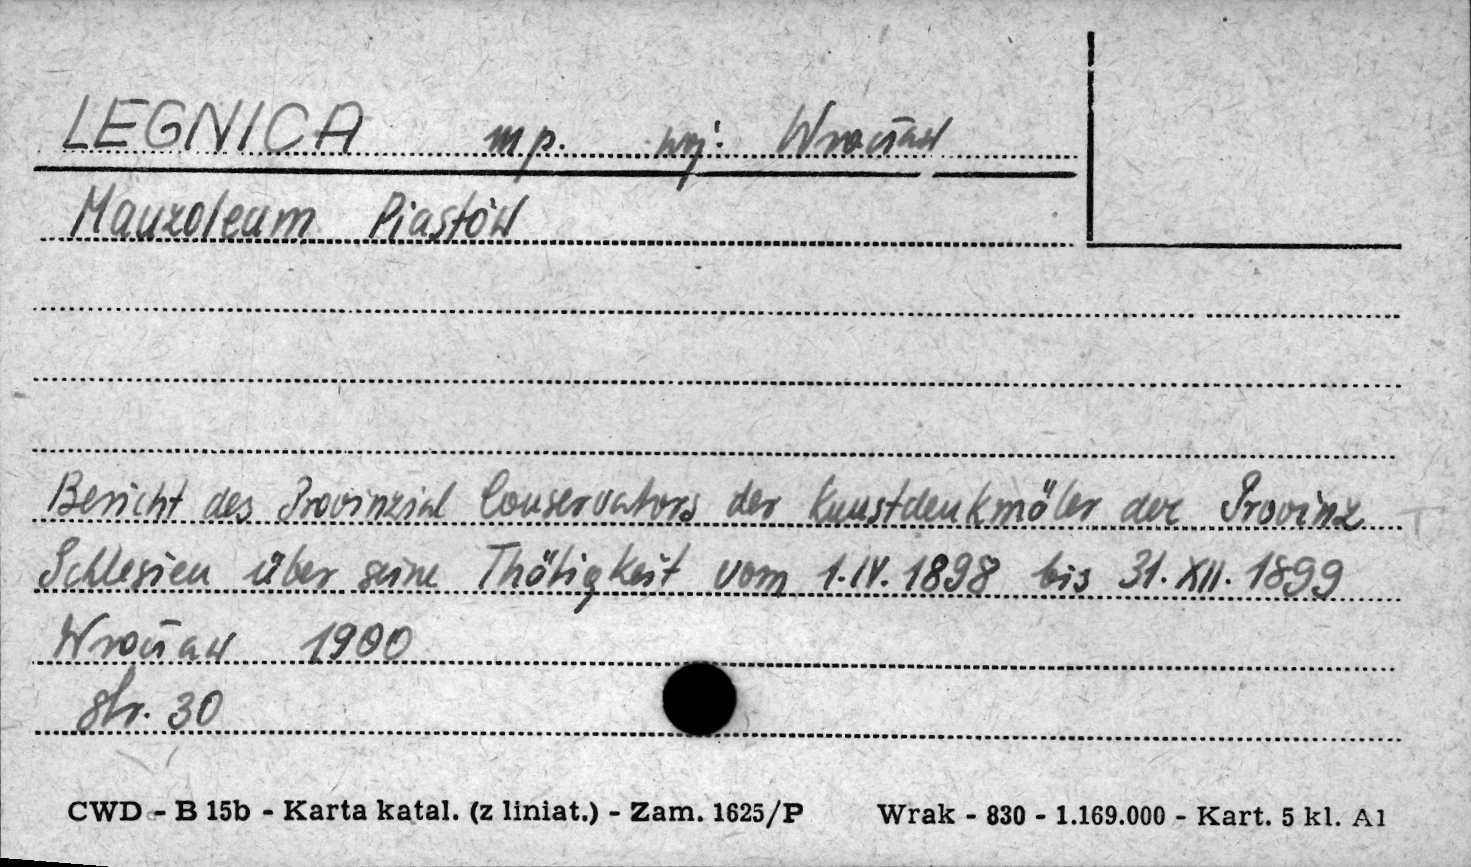 LEGNICA mp. woj. Wrocław
Mauzoleum Piastów
Bericht des Provinzial Conservators der Kunstdenkmäler der Provinz
Schlesien über seine Thätigkeit vom 1.IV.1898 bis 31.XII.1899
Wrocław 1900
str. 30
CWD - B 15b - Karta katal. (z liniat.) - Zam. 1625/P Wrak - 830 - 1.169.000 - Kart. 5 kl. A1